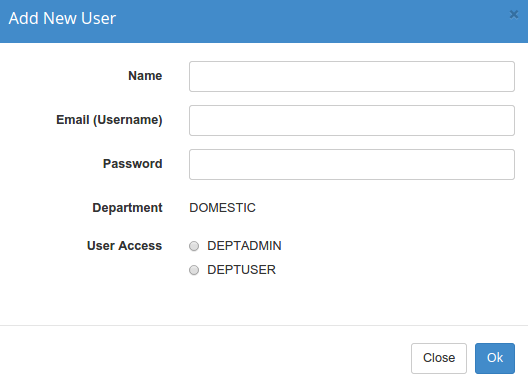 Add New User
×
Name
Email (Username)
Password
Department DOMESTIC
User Access DEPTADMIN
DEPTUSER
Close Ok